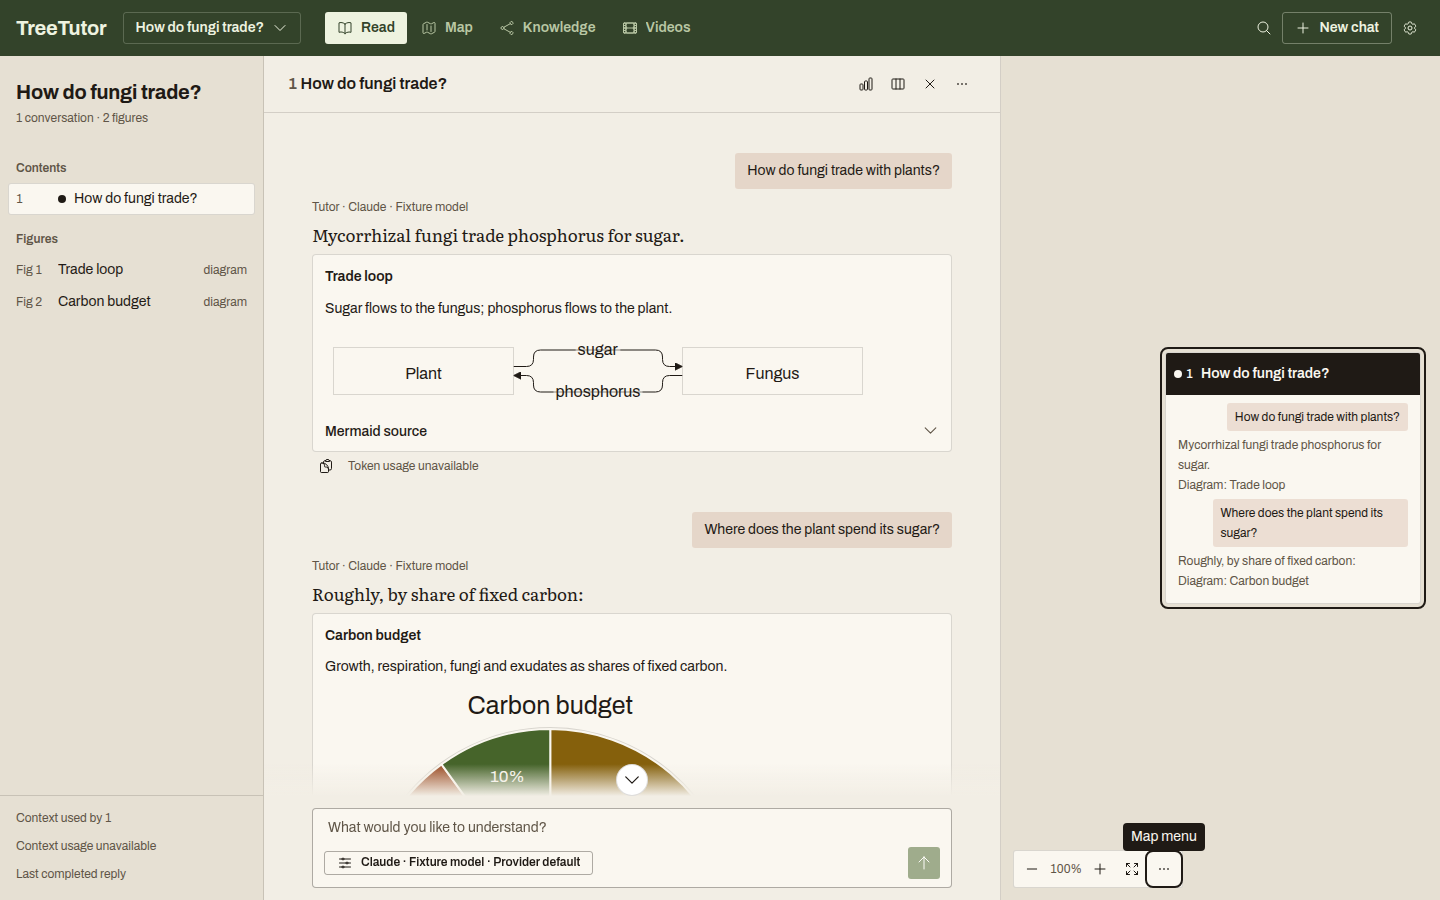 TreeTutor
How do fungi trade?
Read
Map
Knowledge
Videos
New chat
How do fungi trade?
1 conversation · 2 figures
Contents
1 How do fungi trade?
Figures
Fig 1 Trade loop diagram
Fig 2 Carbon budget diagram
Context used by 1
Context usage unavailable
Last completed reply
1 How do fungi trade?
How do fungi trade with plants?
Tutor · Claude · Fixture model
Mycorrhizal fungi trade phosphorus for sugar.
Trade loop
Sugar flows to the fungus; phosphorus flows to the plant.
sugar
Plant
Fungus
phosphorus
Mermaid source
Token usage unavailable
Where does the plant spend its sugar?
Tutor · Claude · Fixture model
Roughly, by share of fixed carbon:
Carbon budget
Growth, respiration, fungi and exudates as shares of fixed carbon.
Carbon budget
10%
What would you like to understand?
Claude · Fixture model · Provider default
1 How do fungi trade?
How do fungi trade with plants?
Mycorrhizal fungi trade phosphorus for
sugar.
Diagram: Trade loop
Where does the plant spend its
sugar?
Roughly, by share of fixed carbon:
Diagram: Carbon budget
Map menu
100%